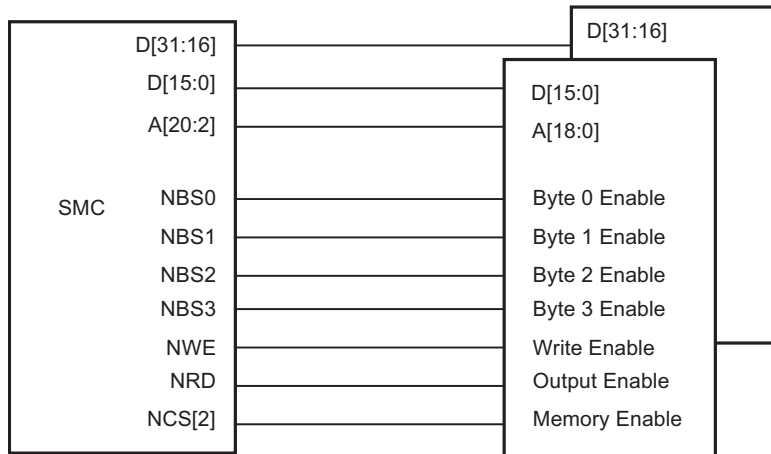 D[31:16] D[31:16]
D[15:0] D[15:0]
A[20:2] A[18:0]
SMC
NBS0 Byte 0 Enable
NBS1 Byte 1 Enable
NBS2 Byte 2 Enable
NBS3 Byte 3 Enable
NWE Write Enable
NRD Output Enable
NCS[2] Memory Enable